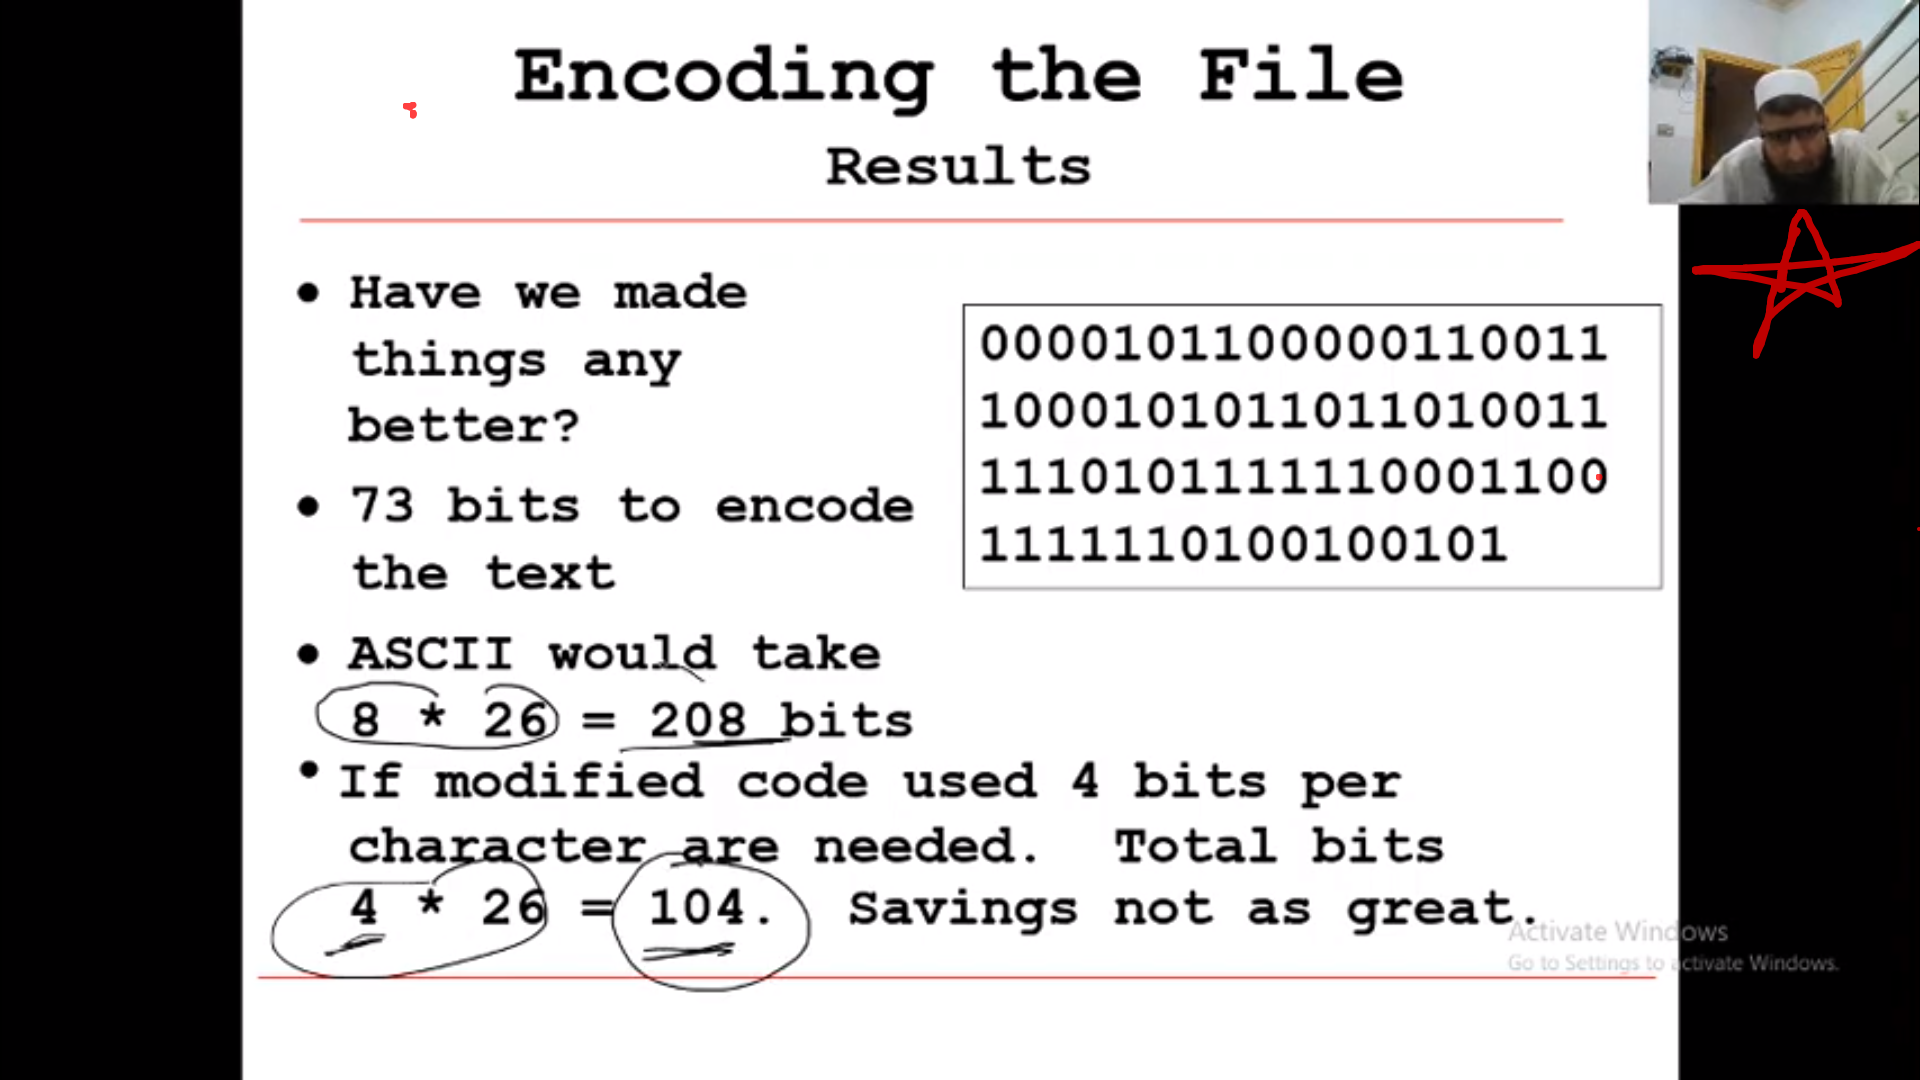 Encoding the File
Results
• Have we made
things any
better?
• 73 bits to encode
the text
• ASCII would take
8 * 26 = 208 bits
• If modified code used 4 bits per
character are needed. Total bits
4 * 26 = 104. Savings not as great.
0000101100000110011
1000101011011010011
1110101111110001100
1111110100100101
Activate Windows
Go to Settings to activate Windows.